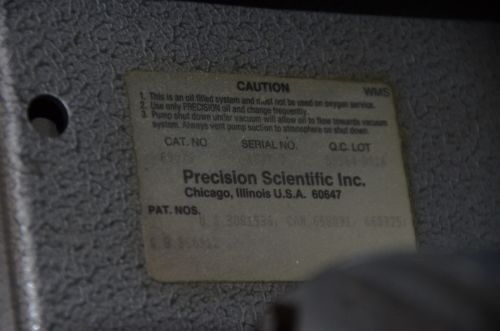 CAUTION WMS
1. This is an oil filled system and must not be used on oxygen service.
2. Use only PRECISION oil and change frequently.
3. Pump shut down under vacuum will allow oil to flow towards vacuum
system. Always vent pump suction to atmosphere on shut down.
CAT. NO. SERIAL NO. Q.C. LOT
Precision Scientific Inc.
Chicago, Illinois U.S.A. 60647
PAT. NOS.
U S 3081536, CAN
G B